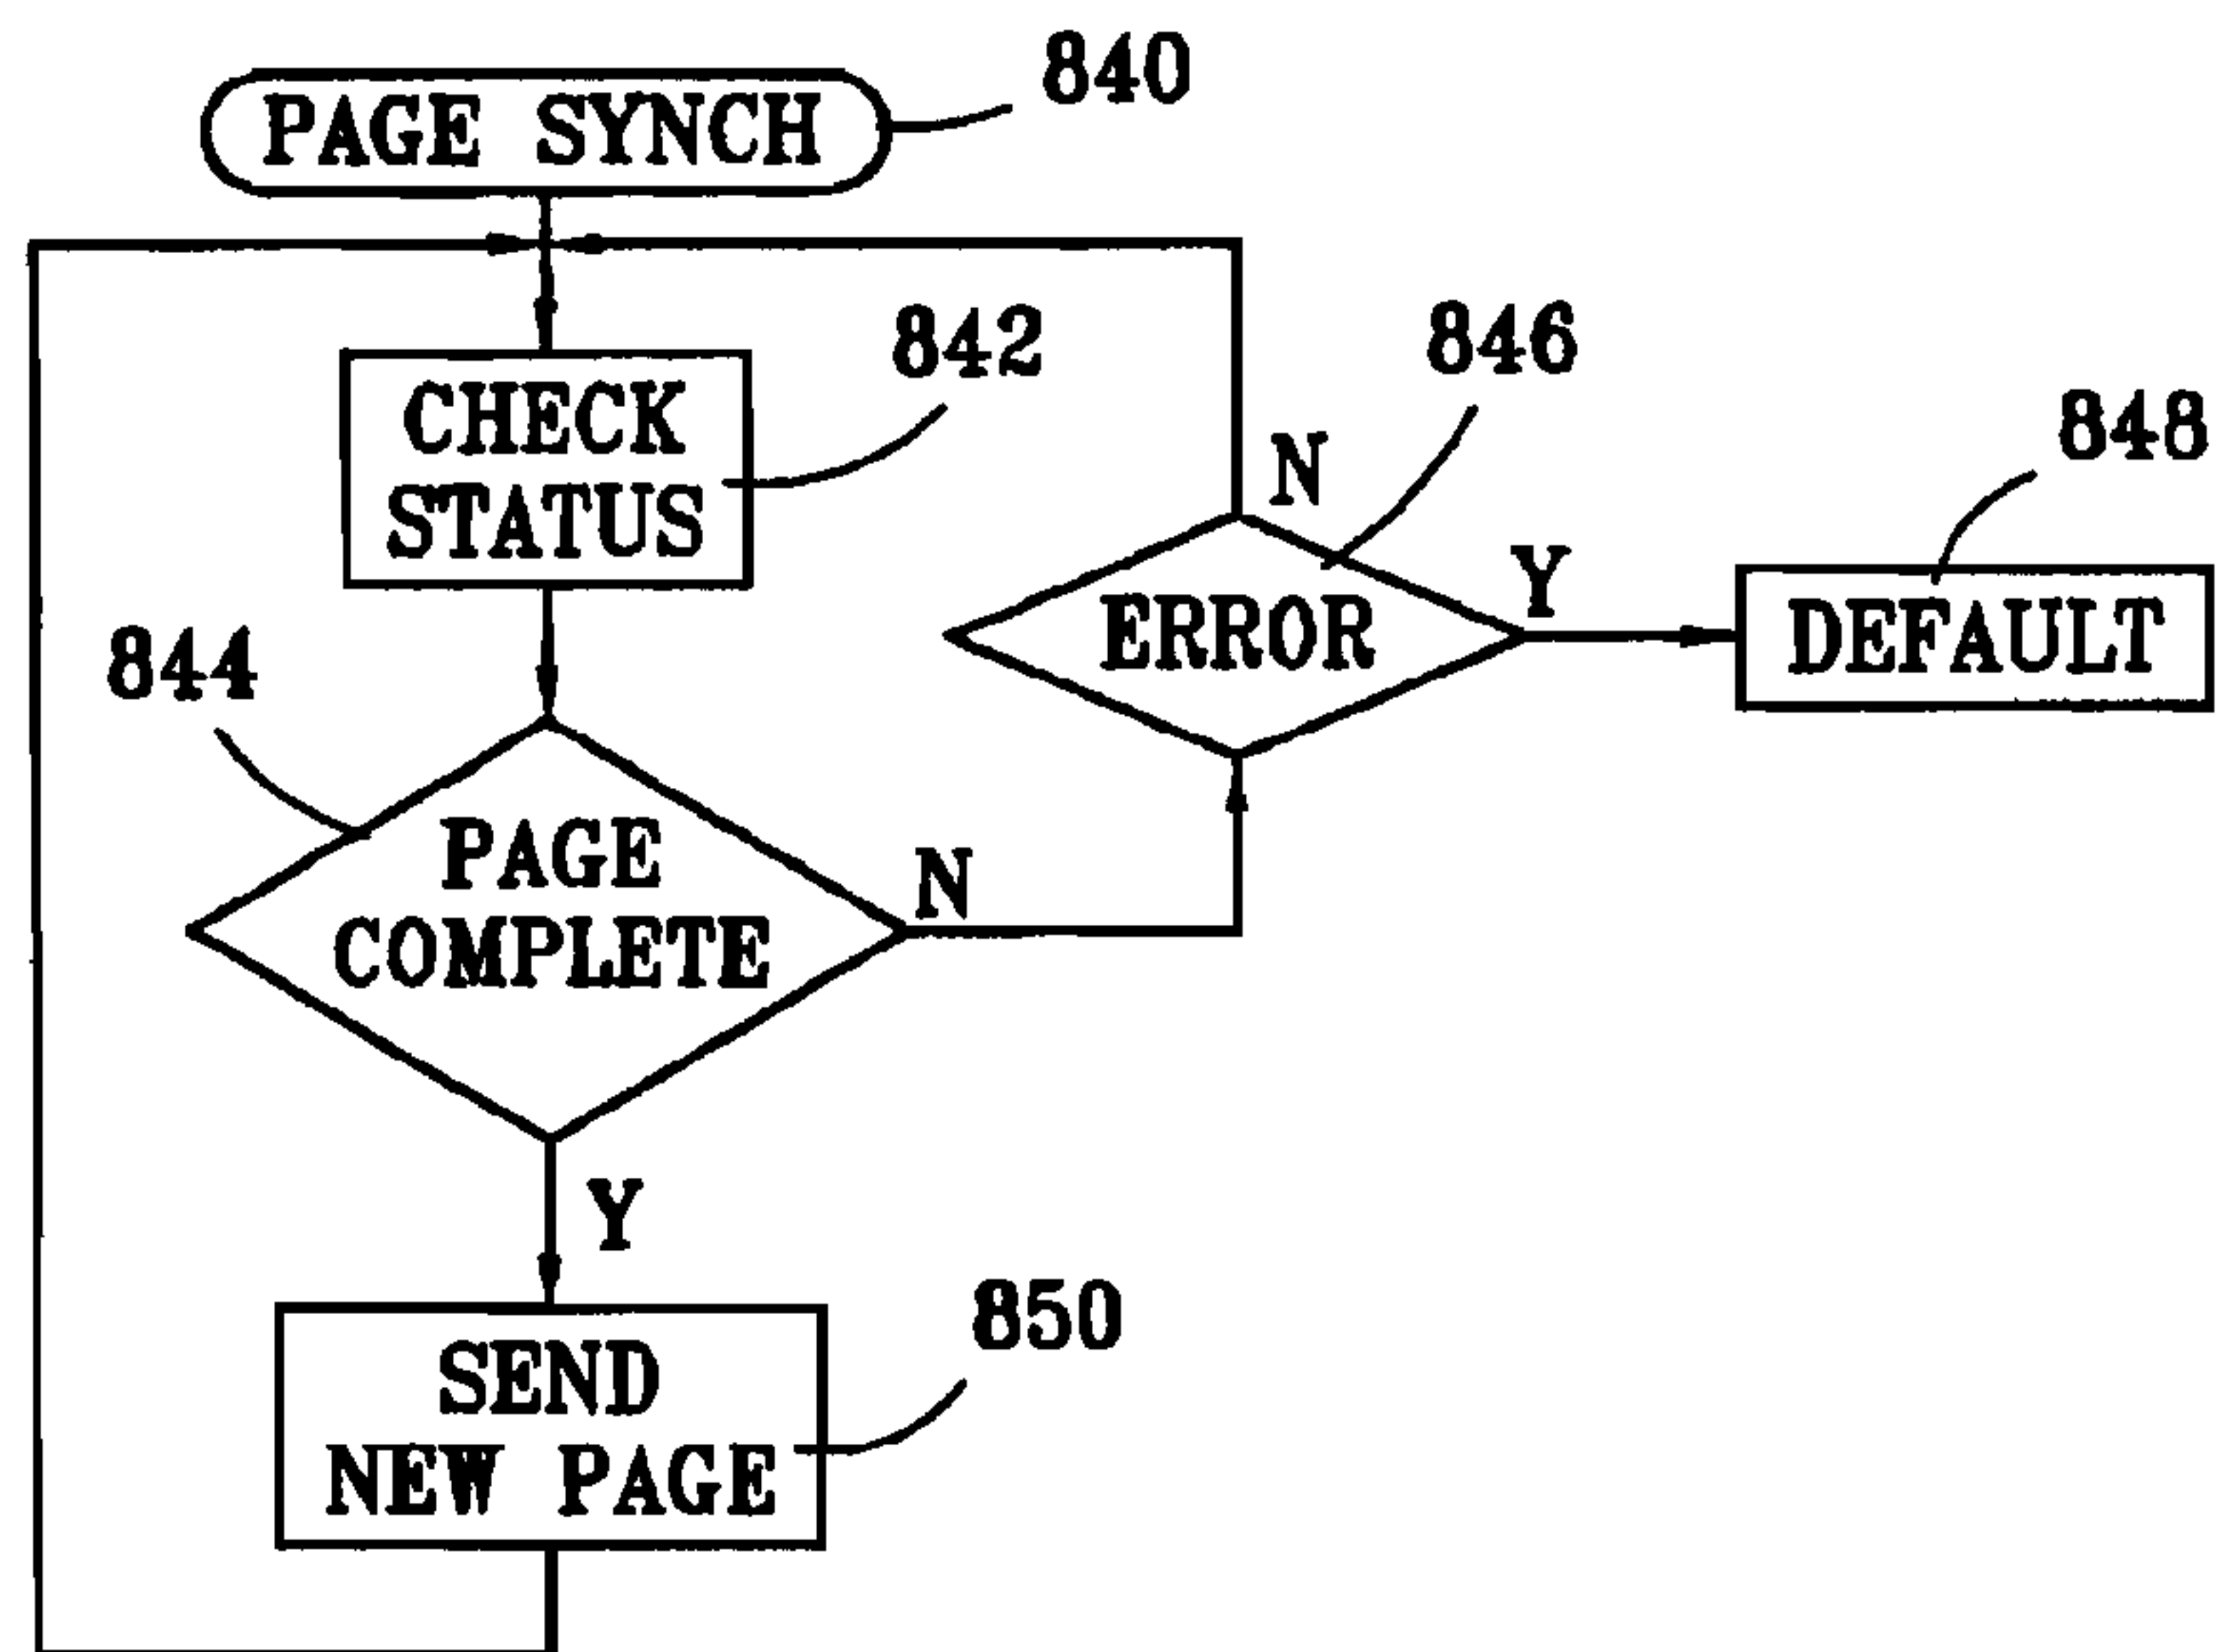 840
PAGE SYNCH
842
CHECK
STATUS
846
848
N
Y
ERROR
DEFAULT
844
PAGE
COMPLETE
N
Y
850
SEND
NEW PAGE